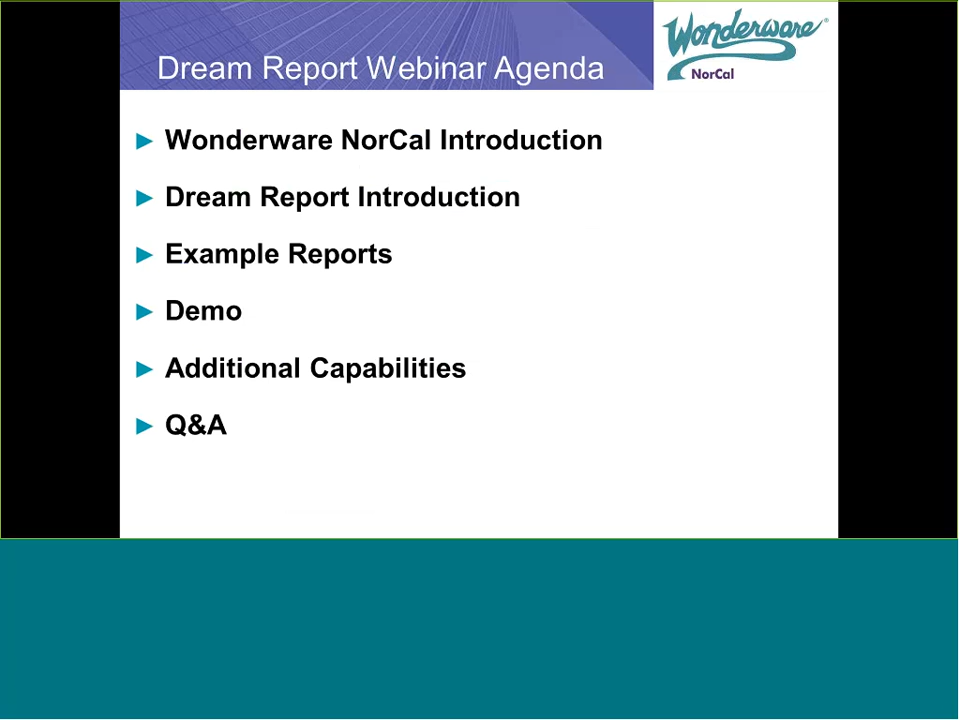 Dream Report Webinar Agenda
Wonderware®
NorCal
► Wonderware NorCal Introduction
► Dream Report Introduction
► Example Reports
► Demo
► Additional Capabilities
► Q&A